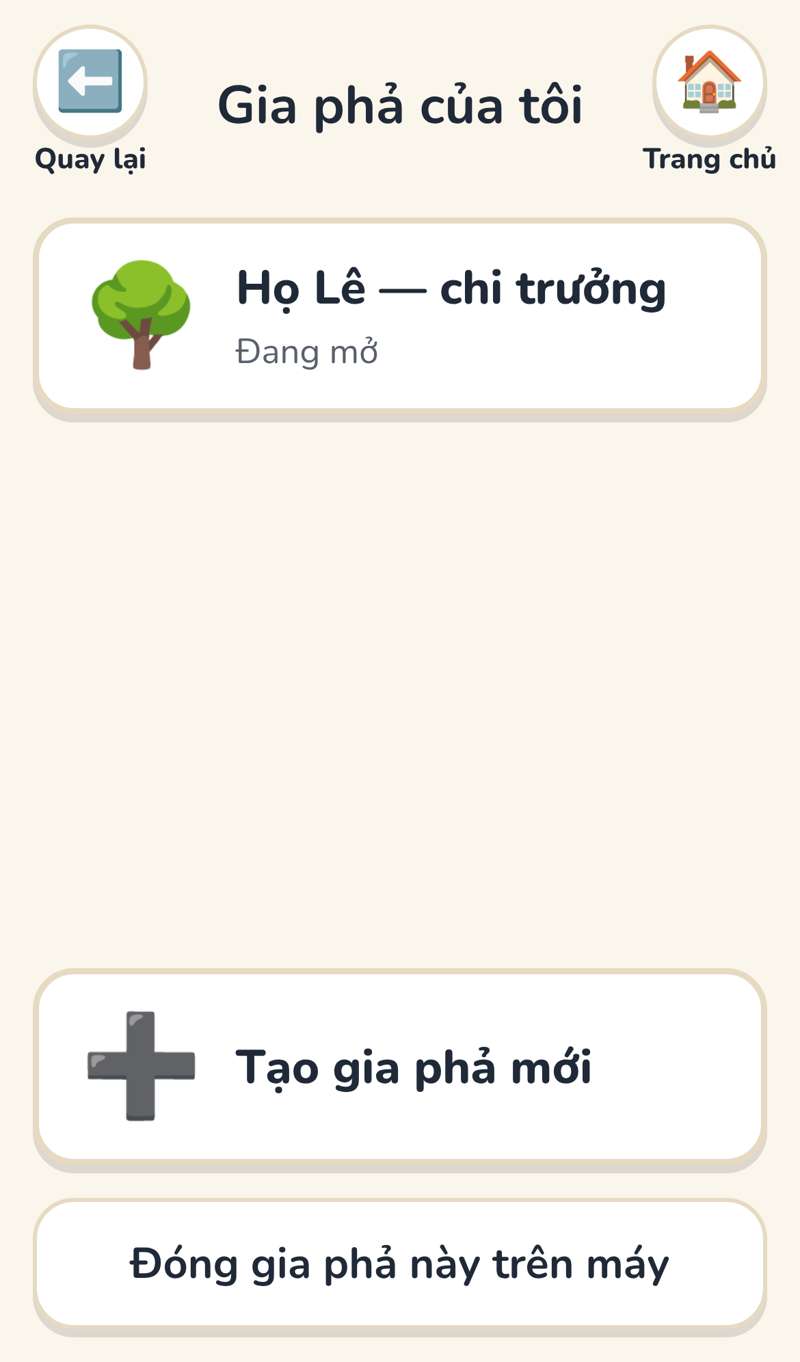 Gia phả của tôi
Quay lại
Trang chủ
Họ Lê — chi trưởng
Đang mở
Tạo gia phả mới
Đóng gia phả này trên máy